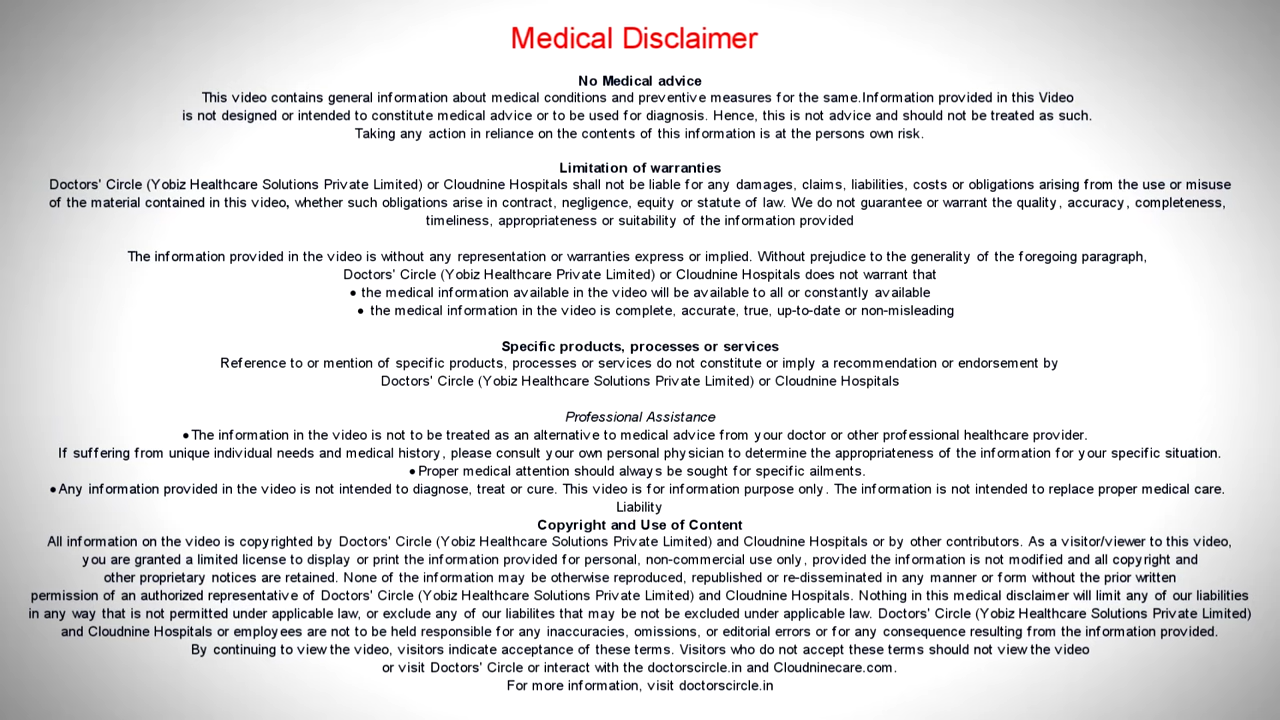 Medical Disclaimer
No Medical advice
This video contains general information about medical conditions and preventive measures for the same.Information provided in this Video
is not designed or intended to constitute medical advice or to be used for diagnosis. Hence, this is not advice and should not be treated as such.
Taking any action in reliance on the contents of this information is at the persons own risk.
Limitation of warranties
Doctors' Circle (Yobiz Healthcare Solutions Private Limited) or Cloudnine Hospitals shall not be liable for any damages, claims, liabilities, costs or obligations arising from the use or misuse
of the material contained in this video, whether such obligations arise in contract, negligence, equity or statute of law. We do not guarantee or warrant the quality, accuracy, completeness,
timeliness, appropriateness or suitability of the information provided
The information provided in the video is without any representation or warranties express or implied. Without prejudice to the generality of the foregoing paragraph,
Doctors' Circle (Yobiz Healthcare Private Limited) or Cloudnine Hospitals does not warrant that
• the medical information available in the video will be available to all or constantly available
• the medical information in the video is complete, accurate, true, up-to-date or non-misleading
Specific products, processes or services
Reference to or mention of specific products, processes or services do not constitute or imply a recommendation or endorsement by
Doctors' Circle (Yobiz Healthcare Solutions Private Limited) or Cloudnine Hospitals
Professional Assistance
•The information in the video is not to be treated as an alternative to medical advice from your doctor or other professional healthcare provider.
If suffering from unique individual needs and medical history, please consult your own personal physician to determine the appropriateness of the information for your specific situation.
•Proper medical attention should always be sought for specific ailments.
•Any information provided in the video is not intended to diagnose, treat or cure. This video is for information purpose only. The information is not intended to replace proper medical care.
Liability
Copyright and Use of Content
All information on the video is copyrighted by Doctors' Circle (Yobiz Healthcare Solutions Private Limited) and Cloudnine Hospitals or by other contributors. As a visitor/viewer to this video,
you are granted a limited license to display or print the information provided for personal, non-commercial use only, provided the information is not modified and all copyright and
other proprietary notices are retained. None of the information may be otherwise reproduced, republished or re-disseminated in any manner or form without the prior written
permission of an authorized representative of Doctors' Circle (Yobiz Healthcare Solutions Private Limited) and Cloudnine Hospitals. Nothing in this medical disclaimer will limit any of our liabilities
in any way that is not permitted under applicable law, or exclude any of our liabilites that may be not be excluded under applicable law. Doctors' Circle (Yobiz Healthcare Solutions Private Limited)
and Cloudnine Hospitals or employees are not to be held responsible for any inaccuracies, omissions, or editorial errors or for any consequence resulting from the information provided.
By continuing to view the video, visitors indicate acceptance of these terms. Visitors who do not accept these terms should not view the video
or visit Doctors' Circle or interact with the doctorscircle.in and Cloudninecare.com.
For more information, visit doctorscircle.in